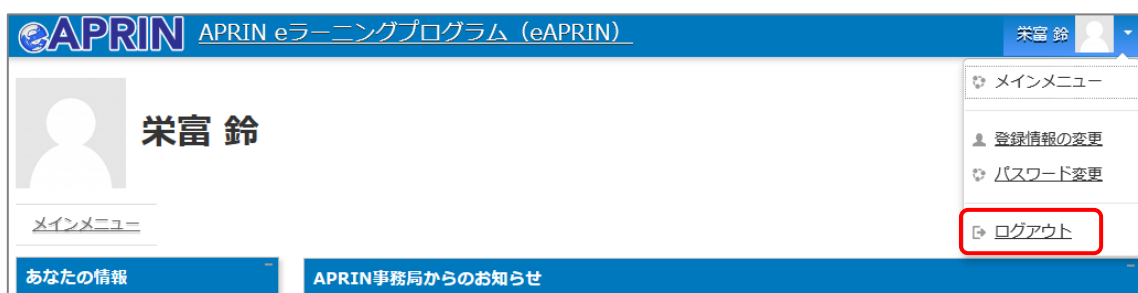 APRIN APRIN eラーニングプログラム（eAPRIN） 栄富 鈴
メインメニュー
栄富 鈴
登録情報の変更
パスワード変更
メインメニュー
ログアウト
あなたの情報
APRIN事務局からのお知らせ